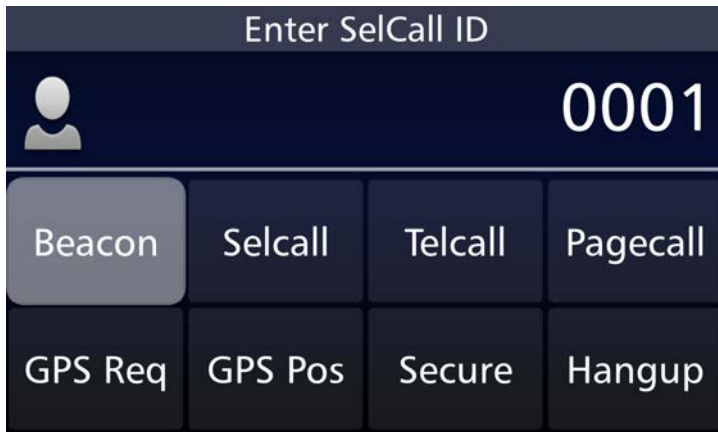 Enter SelCall ID
0001
Beacon Selcall Telcall Pagecall
GPS Req GPS Pos Secure Hangup